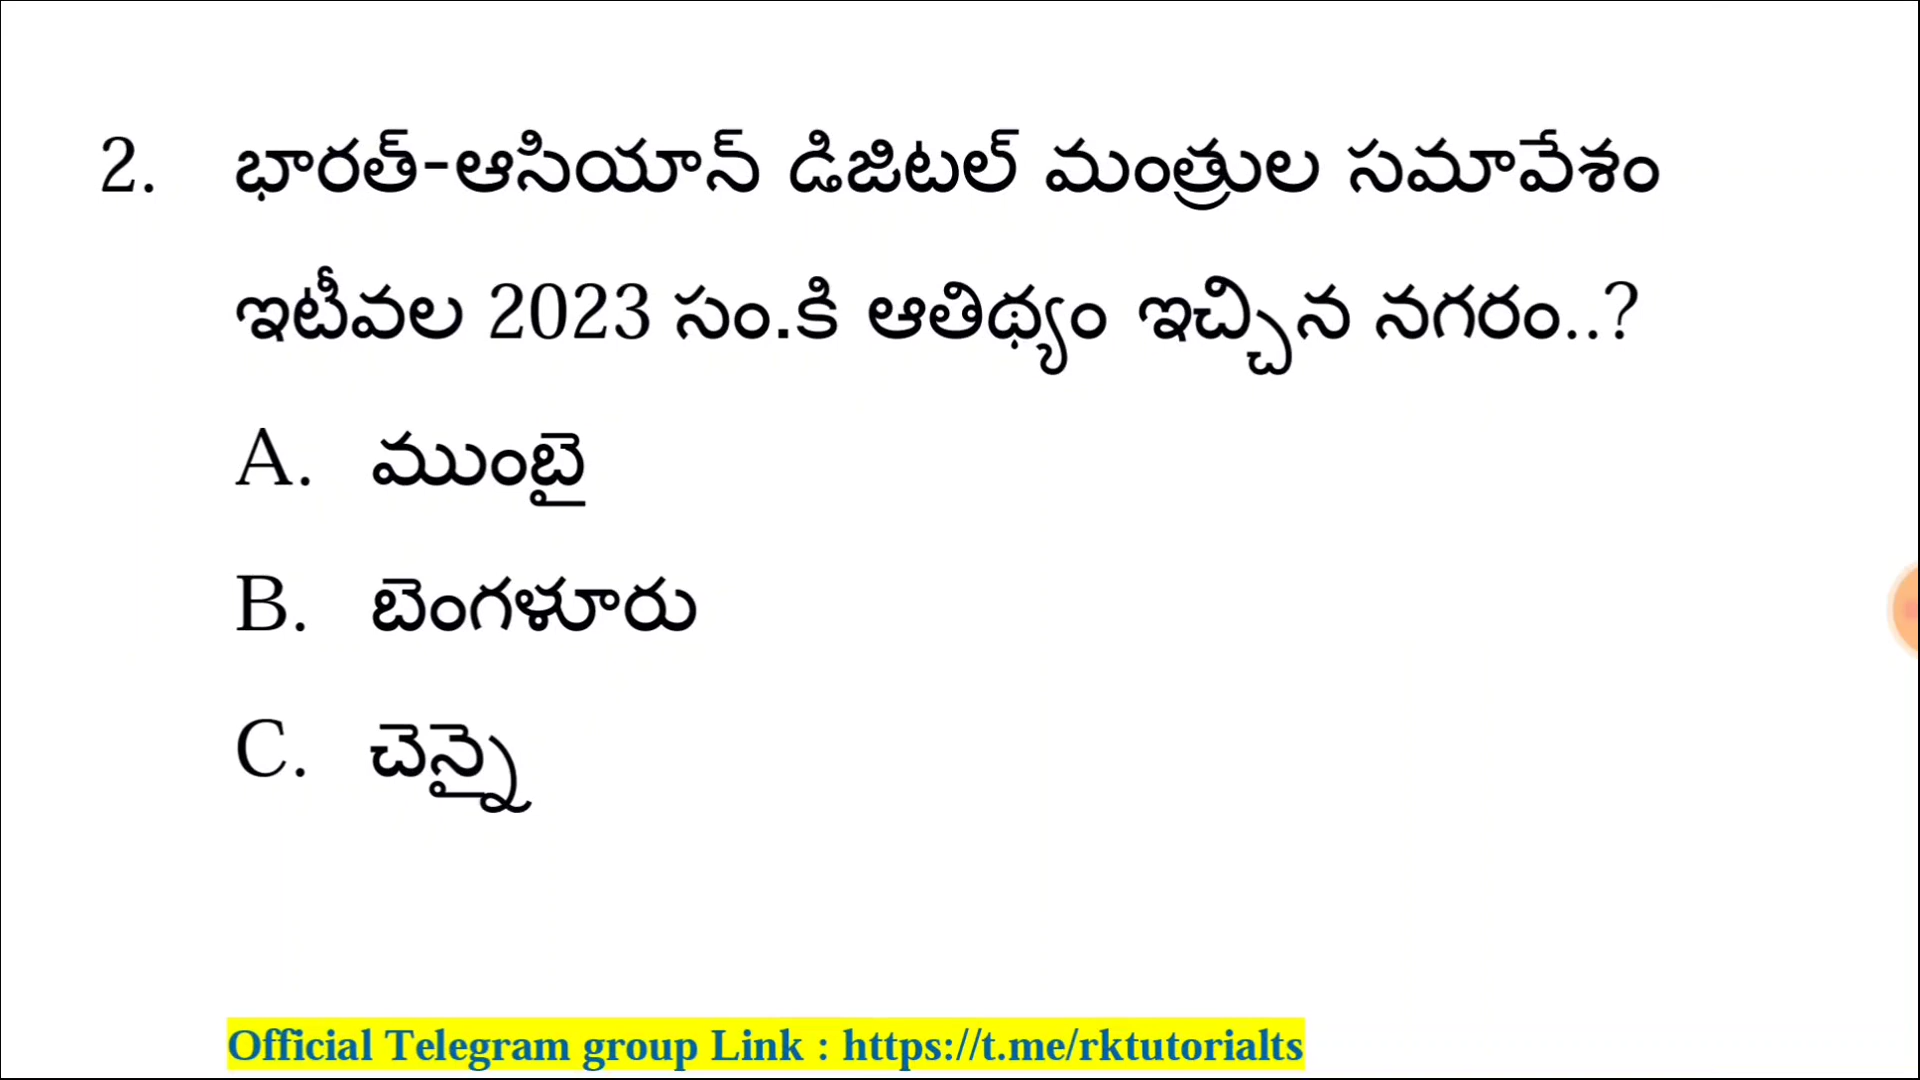 2. భారత్-ఆసియాన్ డిజిటల్ మంత్రుల సమావేశం
ఇటీవల 2023 సం.కి ఆతిథ్యం ఇచ్చిన నగరం..?
A. ముంబై
B. బెంగళూరు
C. చెన్నై
Official Telegram group Link : https://t.me/rktutorialts